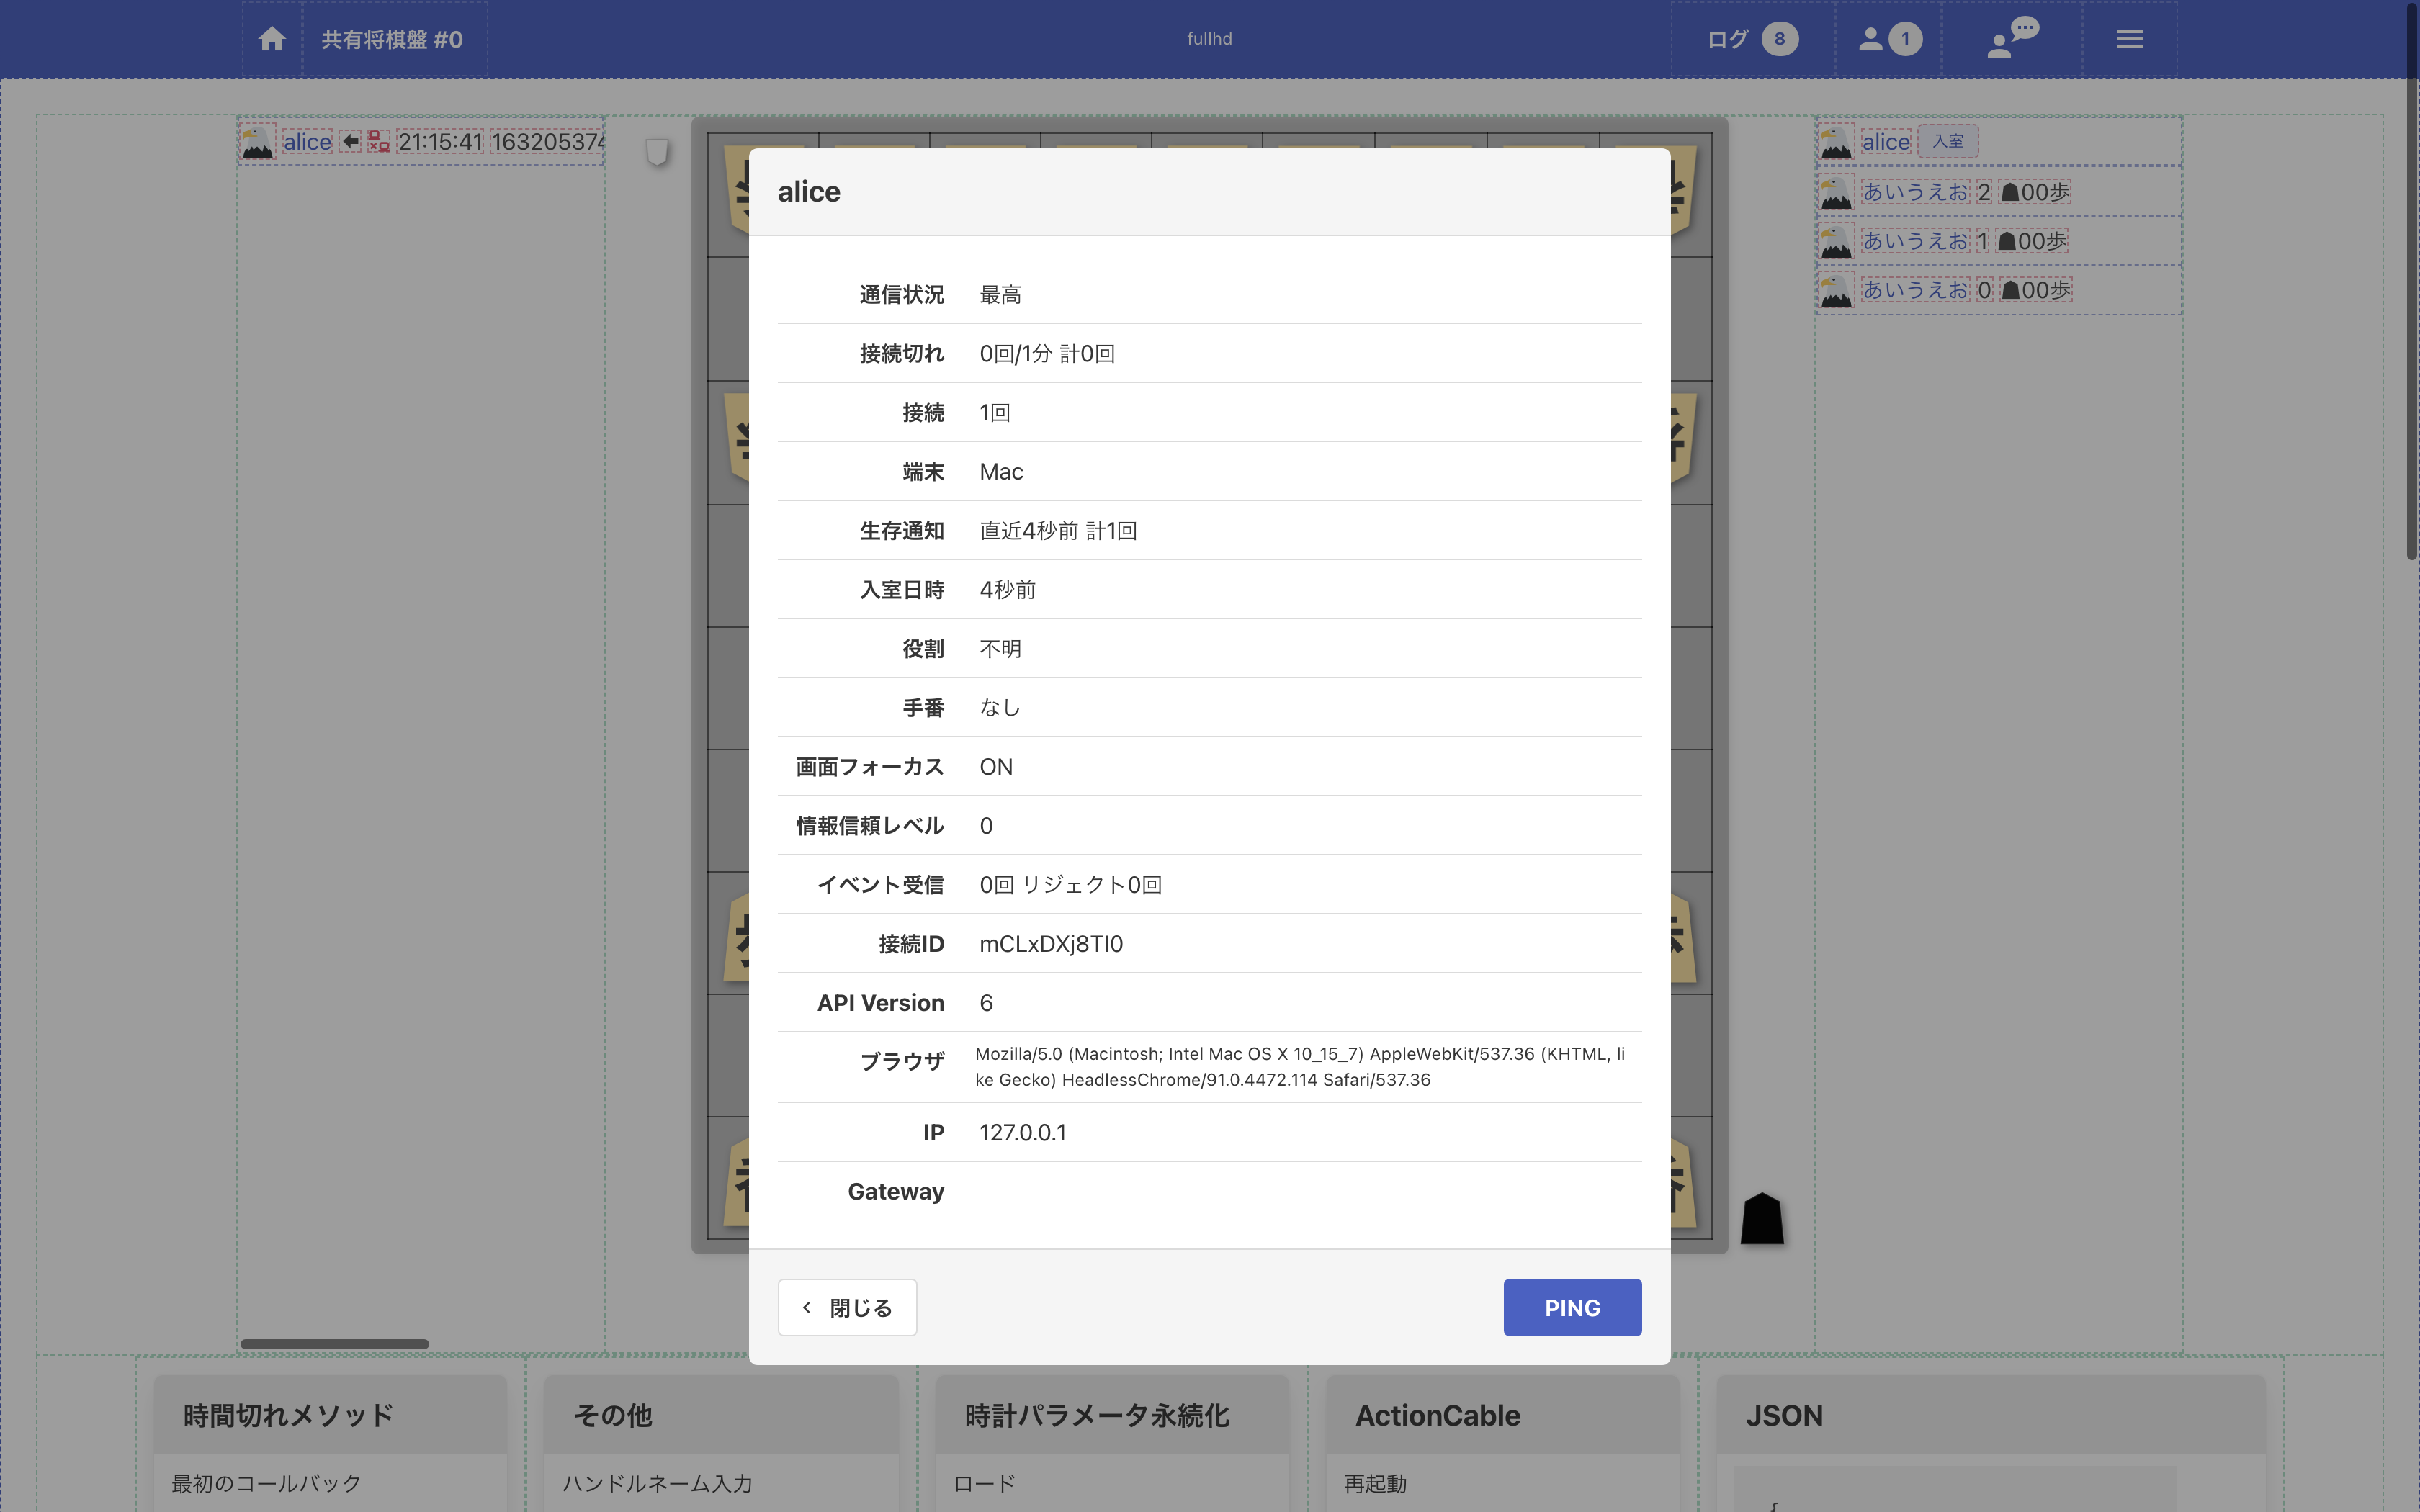 共有将棋盤 #0
fullhd
ログ 8
1
alice 21:15:41
alice 入室
あいうえお 2 ☗00歩
あいうえお 1 ☗00歩
あいうえお 0 ☗00歩
alice
通信状況 最高
接続切れ 0回/1分 計0回
接続 1回
端末 Mac
生存通知 直近4秒前 計1回
入室日時 4秒前
役割 不明
手番 なし
画面フォーカス ON
情報信頼レベル 0
イベント受信 0回 リジェクト0回
接続ID mCLxDXj8TI0
API Version 6
ブラウザ Mozilla/5.0 (Macintosh; Intel Mac OS X 10_15_7) AppleWebKit/537.36 (KHTML, li
ke Gecko) HeadlessChrome/91.0.4472.114 Safari/537.36
IP 127.0.0.1
Gateway
閉じる
PING
時間切れメソッド
最初のコールバック
その他
ハンドルネーム入力
時計パラメータ永続化
ロード
ActionCable
再起動
JSON
{